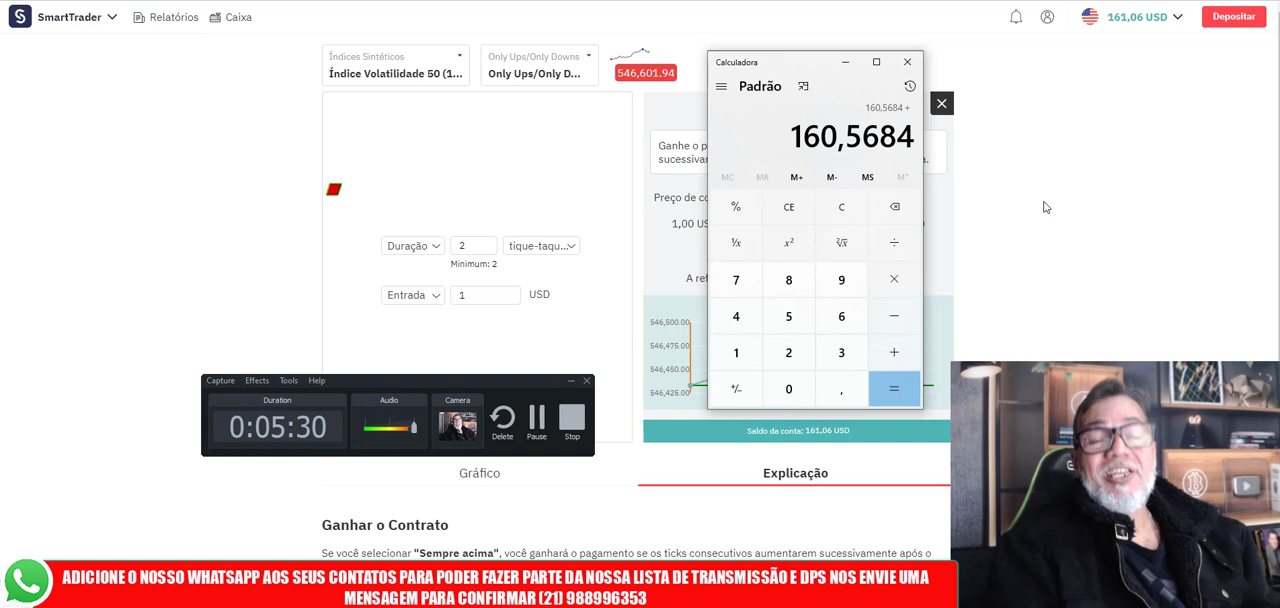 SmartTrader
Relatórios
Caixa
161,06 USD
Depositar
Índices Sintéticos
Índice Volatilidade 50 (1...
Only Ups/Only Downs
Only Ups/Only D...
546,601.94
Calculadora
Padrão
160,5684 +
160,5684
MC MR M+ M- MS M˅
% CE C
¹/x x² ²√x ÷
7 8 9 ×
4 5 6 −
1 2 3 +
+/− 0 , =
Ganhe o p
sucessivar
a.
Preço de co
1,00 US
A ref
546,500.00
546,475.00
546,450.00
546,425.00
Saldo da conta: 161,06 USD
Duração
2
tique-taqu...
Minimum: 2
Entrada
1
USD
Capture Effects Tools Help
Duration
0:05:30
Audio
Camera
Delete
Pause
Stop
Gráfico
Explicação
Ganhar o Contrato
Se você selecionar "Sempre acima", você ganhará o pagamento se os ticks consecutivos aumentarem sucessivamente após o
ADICIONE O NOSSO WHATSAPP AOS SEUS CONTATOS PARA PODER FAZER PARTE DA NOSSA LISTA DE TRANSMISSÃO E DPS NOS ENVIE UMA
MENSAGEM PARA CONFIRMAR (21) 988996353